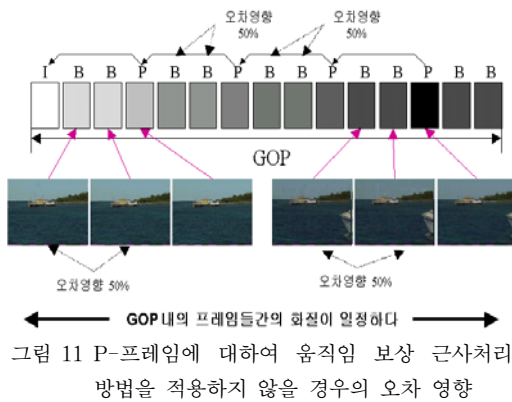 오차영향 오차영향
50% 50%
I B B P B B P B B P B B P B B
GOP
오차영향 50% 오차영향 50%
GOP내의 프레임들간의 화질이 일정하다
그림 11 P-프레임에 대하여 움직임 보상 근사처리
방법을 적용하지 않을 경우의 오차 영향